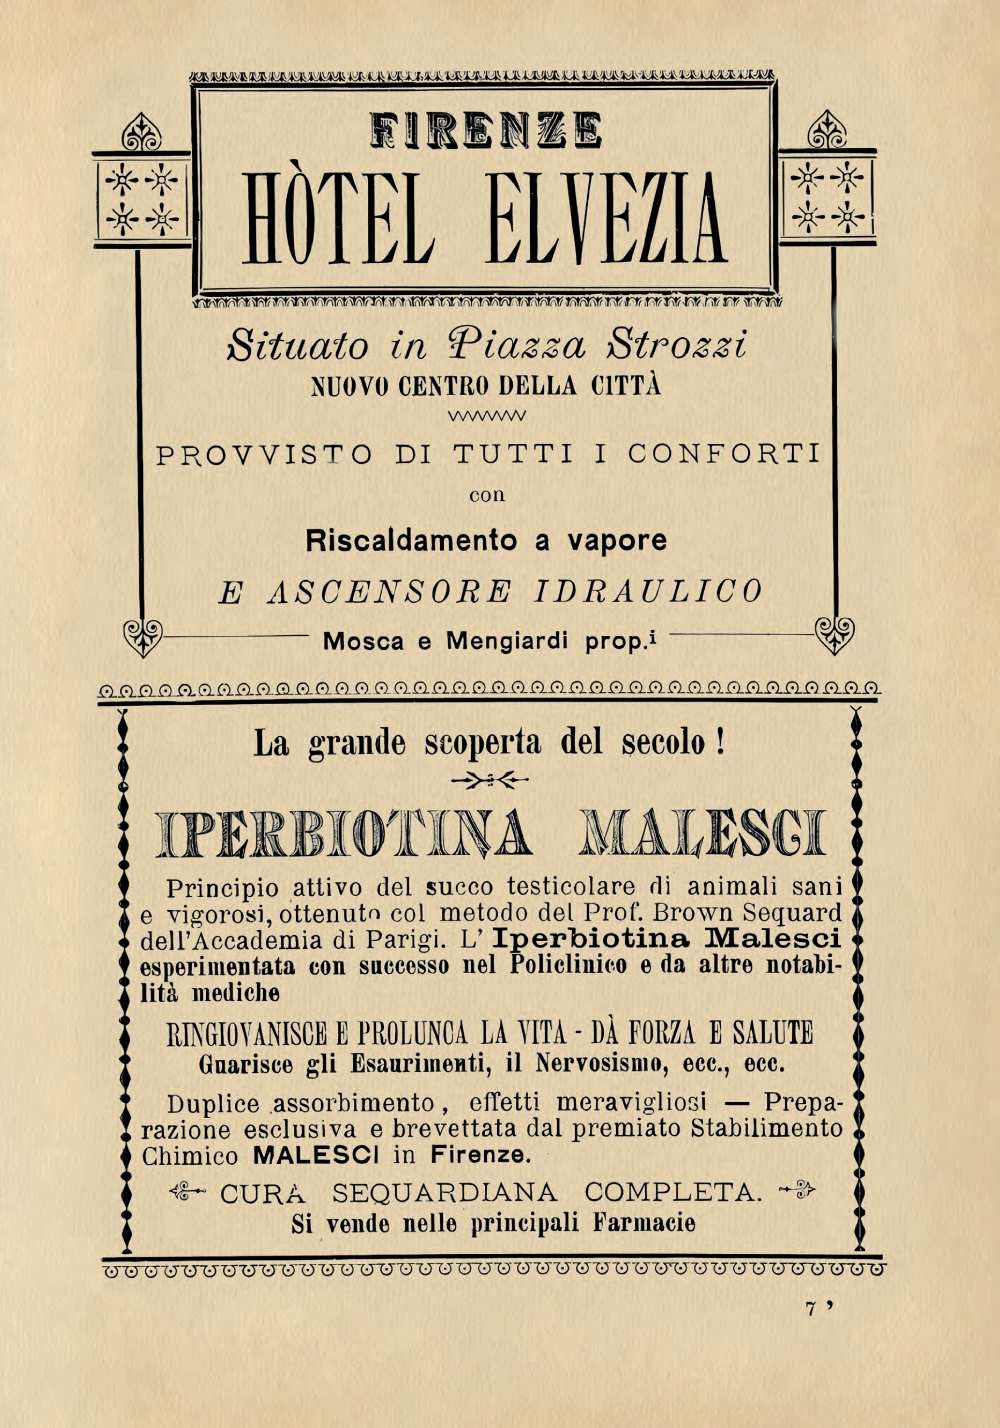 FIRENZE
HÒTEL ELVEZIA
Situato in Piazza Strozzi
NUOVO CENTRO DELLA CITTÀ
PROVVISTO DI TUTTI I CONFORTI
con
Riscaldamento a vapore
E ASCENSORE IDRAULICO
Mosca e Mengiardi prop.i
La grande scoperta del secolo !
IPERBIOTINA MALESCI
Principio attivo del succo testicolare di animali sani
e vigorosi, ottenuto col metodo del Prof. Brown Sequard
dell'Accademia di Parigi. L' Iperbiotina Malesci
esperimentata con successo nel Policlinico e da altre notabi-
lità mediche
RINGIOVANISCE E PROLUNCA LA VITA - DÀ FORZA E SALUTE
Guarisce gli Esaurimenti, il Nervosismo, ecc., ecc.
Duplice assorbimento, effetti meravigliosi — Prepa-
razione esclusiva e brevettata dal premiato Stabilimento
Chimico MALESCI in Firenze.
CURA SEQUARDIANA COMPLETA.
Si vende nelle principali Farmacie
7 *